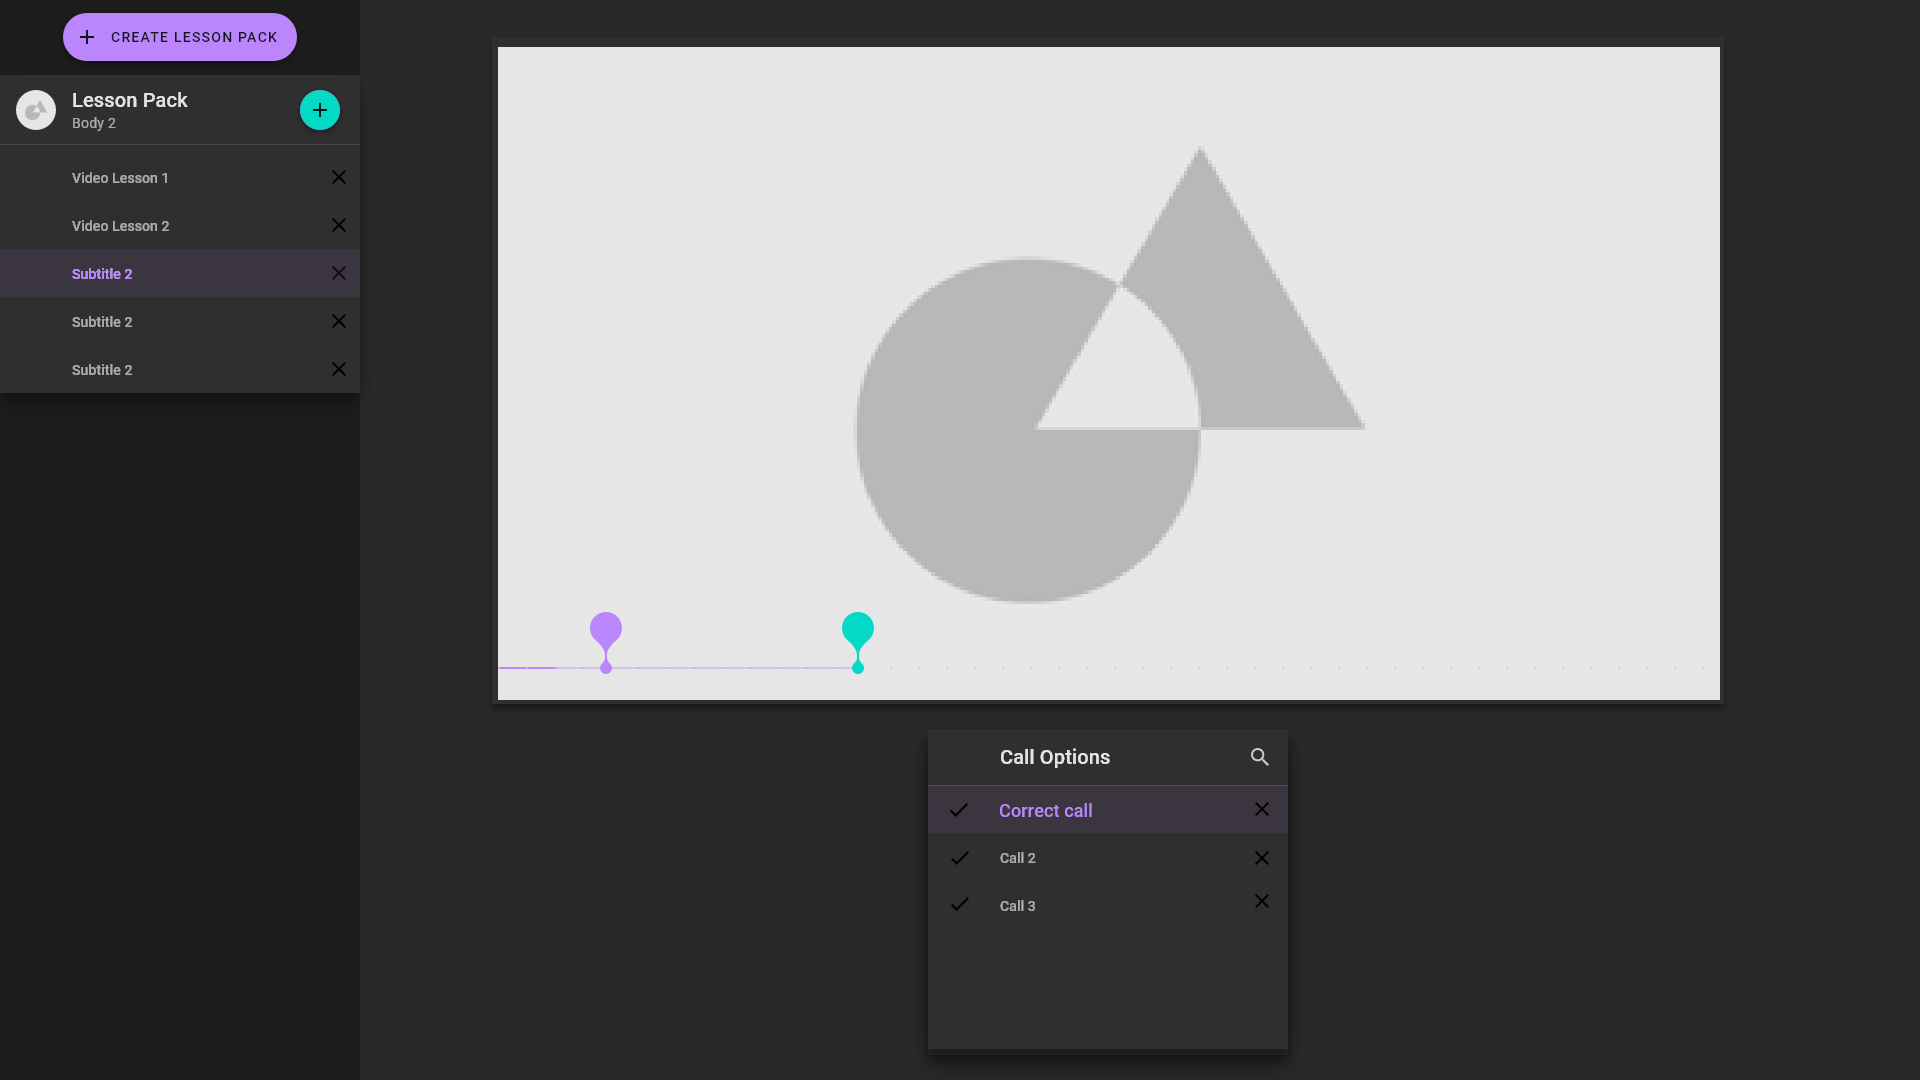 CREATE LESSON PACK
Lesson Pack
Body 2
Video Lesson 1
Video Lesson 2
Subtitle 2
Subtitle 2
Subtitle 2
Call Options
Correct call
Call 2
Call 3